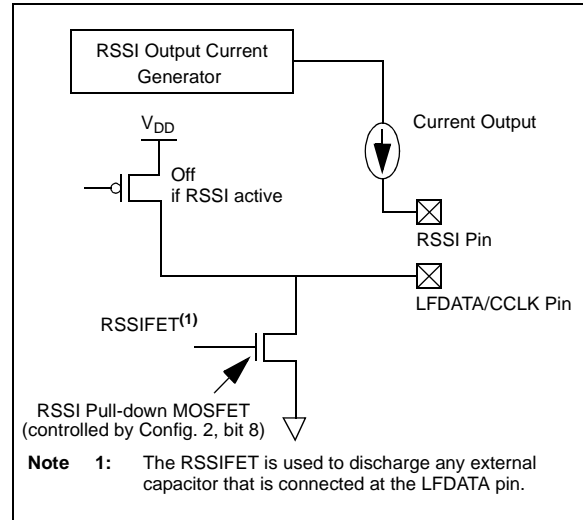 RSSI Output Current
Generator
V_DD
Current Output
Off
if RSSI active
RSSI Pin
LFDATA/CCLK Pin
RSSIFET(1)
RSSI Pull-down MOSFET
(controlled by Config. 2, bit 8)
Note 1: The RSSIFET is used to discharge any external
capacitor that is connected at the LFDATA pin.